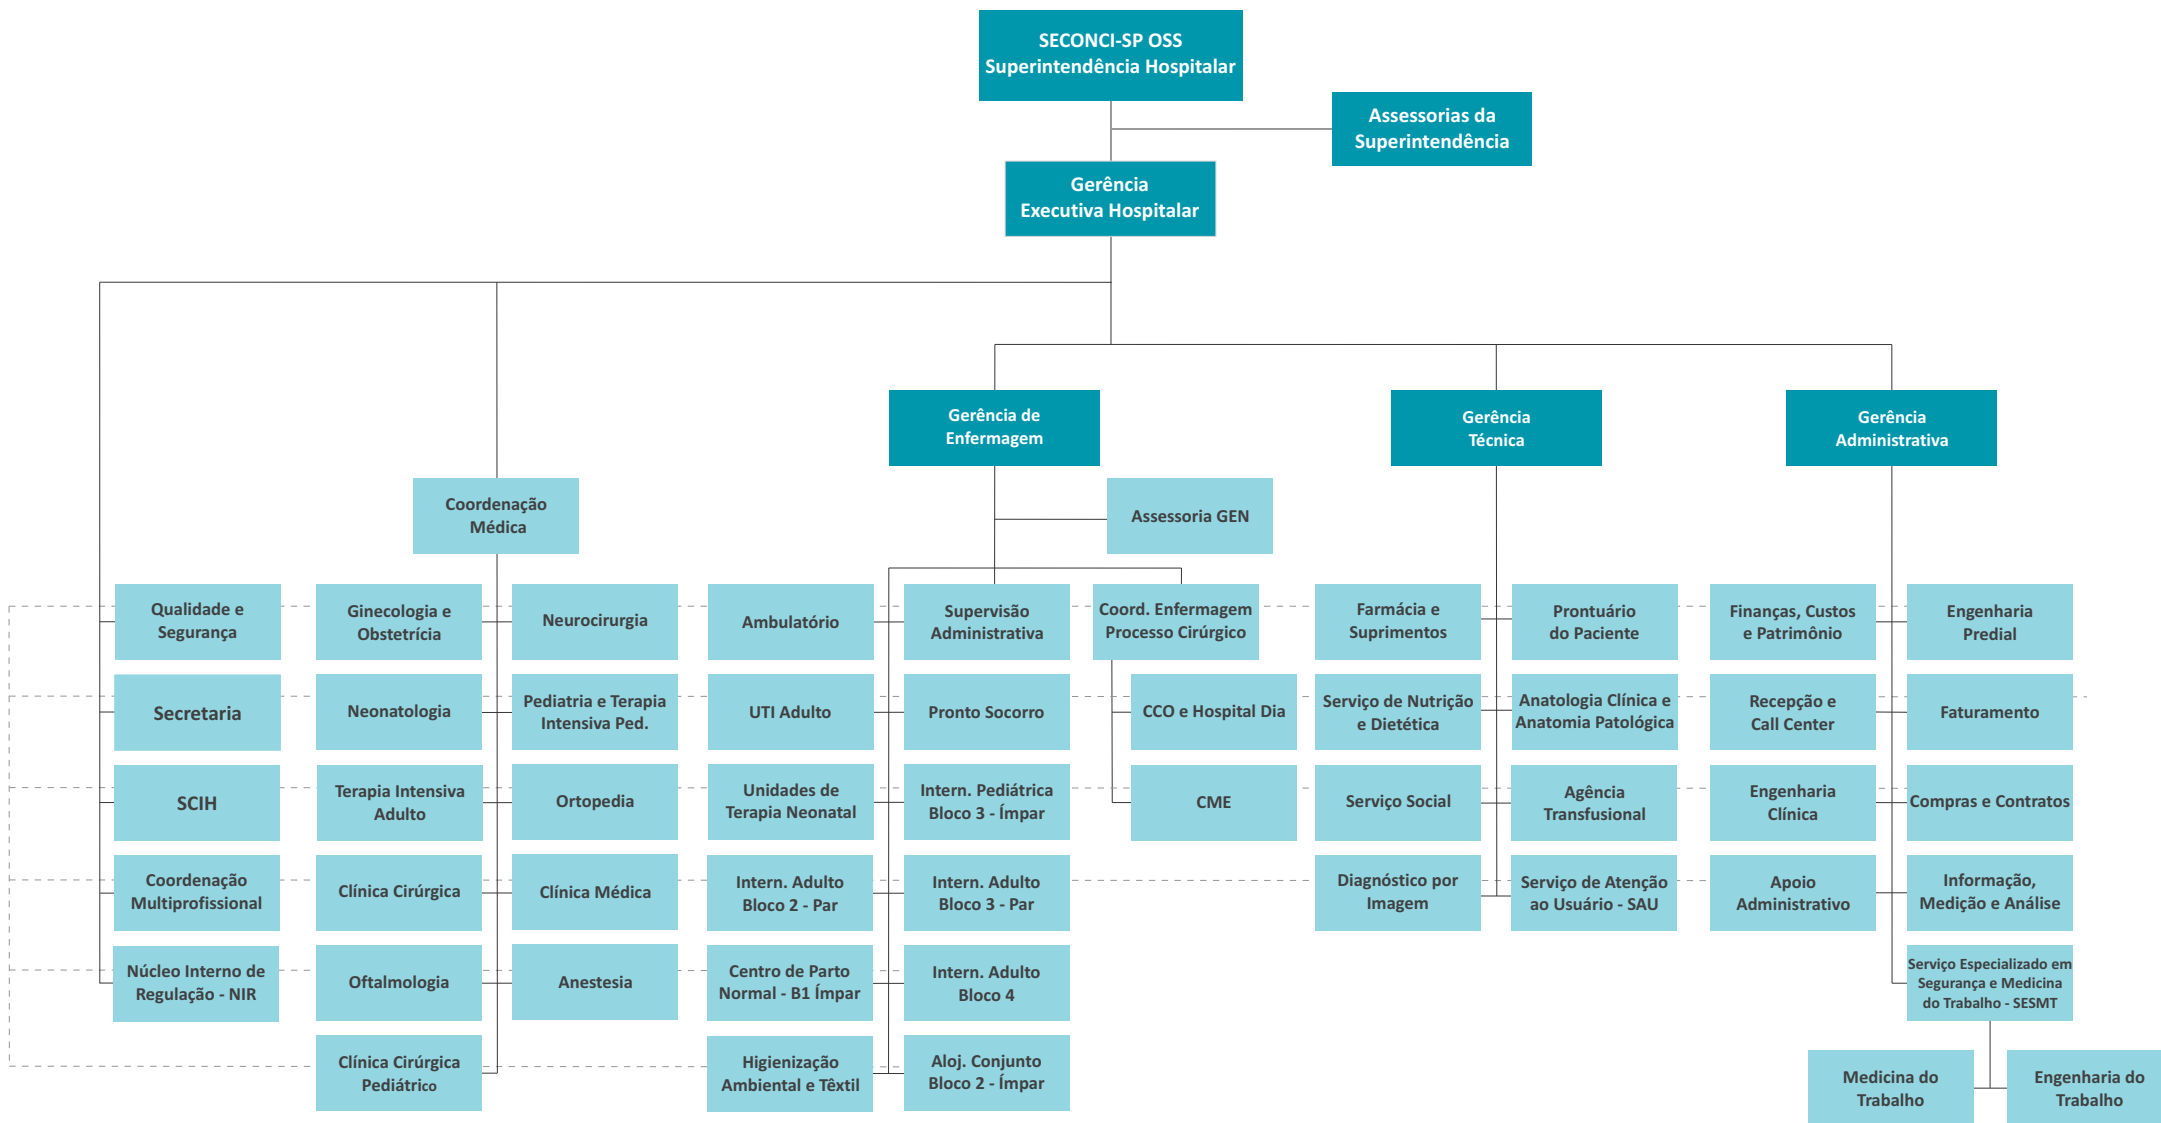 SECONCI-SP OSS
Superintendência Hospitalar
Assessorias da
Superintendência
Gerência
Executiva Hospitalar
Gerência de
Enfermagem
Gerência
Técnica
Gerência
Administrativa
Coordenação
Médica
Assessoria GEN
Qualidade e
Segurança
Ginecologia e
Obstetrícia
Neurocirurgia
Ambulatório
Supervisão
Administrativa
Coord. Enfermagem
Processo Cirúrgico
Farmácia e
Suprimentos
Prontuário
do Paciente
Finanças, Custos
e Patrimônio
Engenharia
Predial
Secretaria
Neonatologia
Pediatria e Terapia
Intensiva Ped.
UTI Adulto
Pronto Socorro
CCO e Hospital Dia
Serviço de Nutrição
e Dietética
Anatologia Clínica e
Anatomia Patológica
Recepção e
Call Center
Faturamento
SCIH
Terapia Intensiva
Adulto
Ortopedia
Unidades de
Terapia Neonatal
Intern. Pediátrica
Bloco 3 - Ímpar
CME
Serviço Social
Agência
Transfusional
Engenharia
Clínica
Compras e Contratos
Coordenação
Multiprofissional
Clínica Cirúrgica
Clínica Médica
Intern. Adulto
Bloco 2 - Par
Intern. Adulto
Bloco 3 - Par
Diagnóstico por
Imagem
Serviço de Atenção
ao Usuário - SAU
Apoio
Administrativo
Informação,
Medição e Análise
Núcleo Interno de
Regulação - NIR
Oftalmologia
Anestesia
Centro de Parto
Normal - B1 Ímpar
Intern. Adulto
Bloco 4
Serviço Especializado em
Segurança e Medicina
do Trabalho - SESMT
Clínica Cirúrgica
Pediátrico
Higienização
Ambiental e Têxtil
Aloj. Conjunto
Bloco 2 - Ímpar
Medicina do
Trabalho
Engenharia do
Trabalho